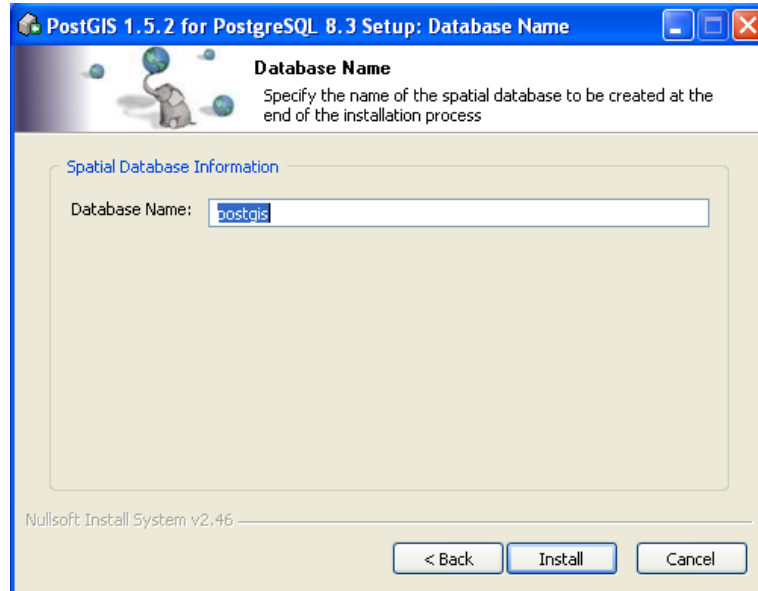 PostGIS 1.5.2 for PostgreSQL 8.3 Setup: Database Name
Database Name
Specify the name of the spatial database to be created at the
end of the installation process
Spatial Database Information
Database Name: postgis
Nullsoft Install System v2.46
< Back Install Cancel